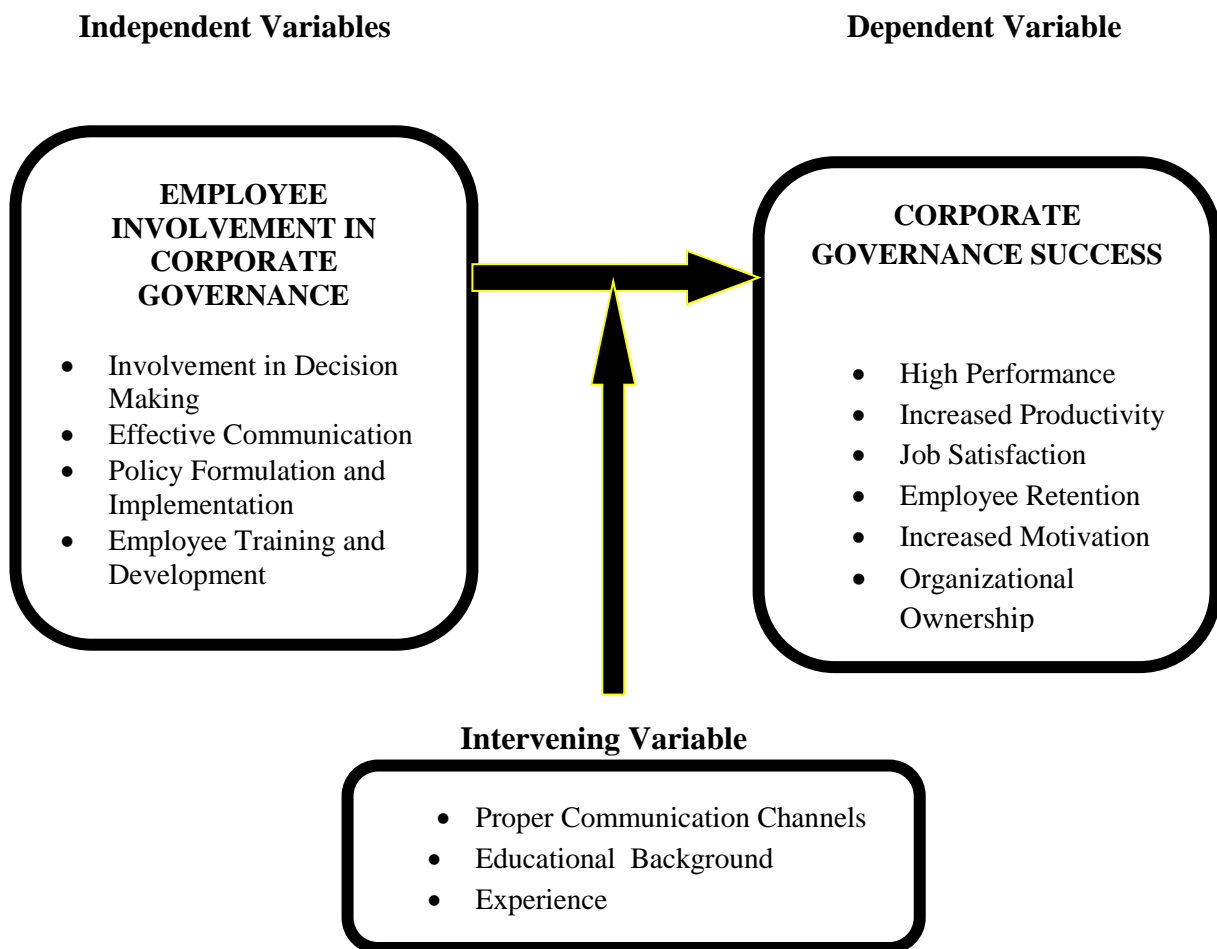 Independent Variables
Dependent Variable
EMPLOYEE
INVOLVEMENT IN
CORPORATE
GOVERNANCE
• Involvement in Decision
Making
• Effective Communication
• Policy Formulation and
Implementation
• Employee Training and
Development
CORPORATE
GOVERNANCE SUCCESS
• High Performance
• Increased Productivity
• Job Satisfaction
• Employee Retention
• Increased Motivation
• Organizational
Ownership
Intervening Variable
• Proper Communication Channels
• Educational  Background
• Experience